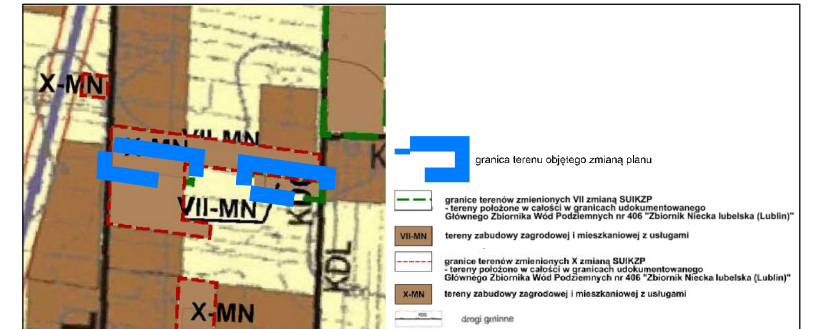 X-MN
X-MN
VII-MN
VII-MN
KDL
X-MN
granica terenu objętego zmianą planu
granice terenów zmienionych VII zmianą SUIKZP
- tereny położone w całości w granicach udokumentowanego
Głównego Zbiornika Wód Podziemnych nr 406 "Zbiornik Niecka lubelska (Lublin)"
VII-MN
tereny zabudowy zagrodowej i mieszkaniowej z usługami
granice terenów zmienionych X zmianą SUIKZP
- tereny położone w całości w granicach udokumentowanego
Głównego Zbiornika Wód Podziemnych nr 406 "Zbiornik Niecka lubelska (Lublin)"
X-MN
tereny zabudowy zagrodowej i mieszkaniowej z usługami
drogi gminne